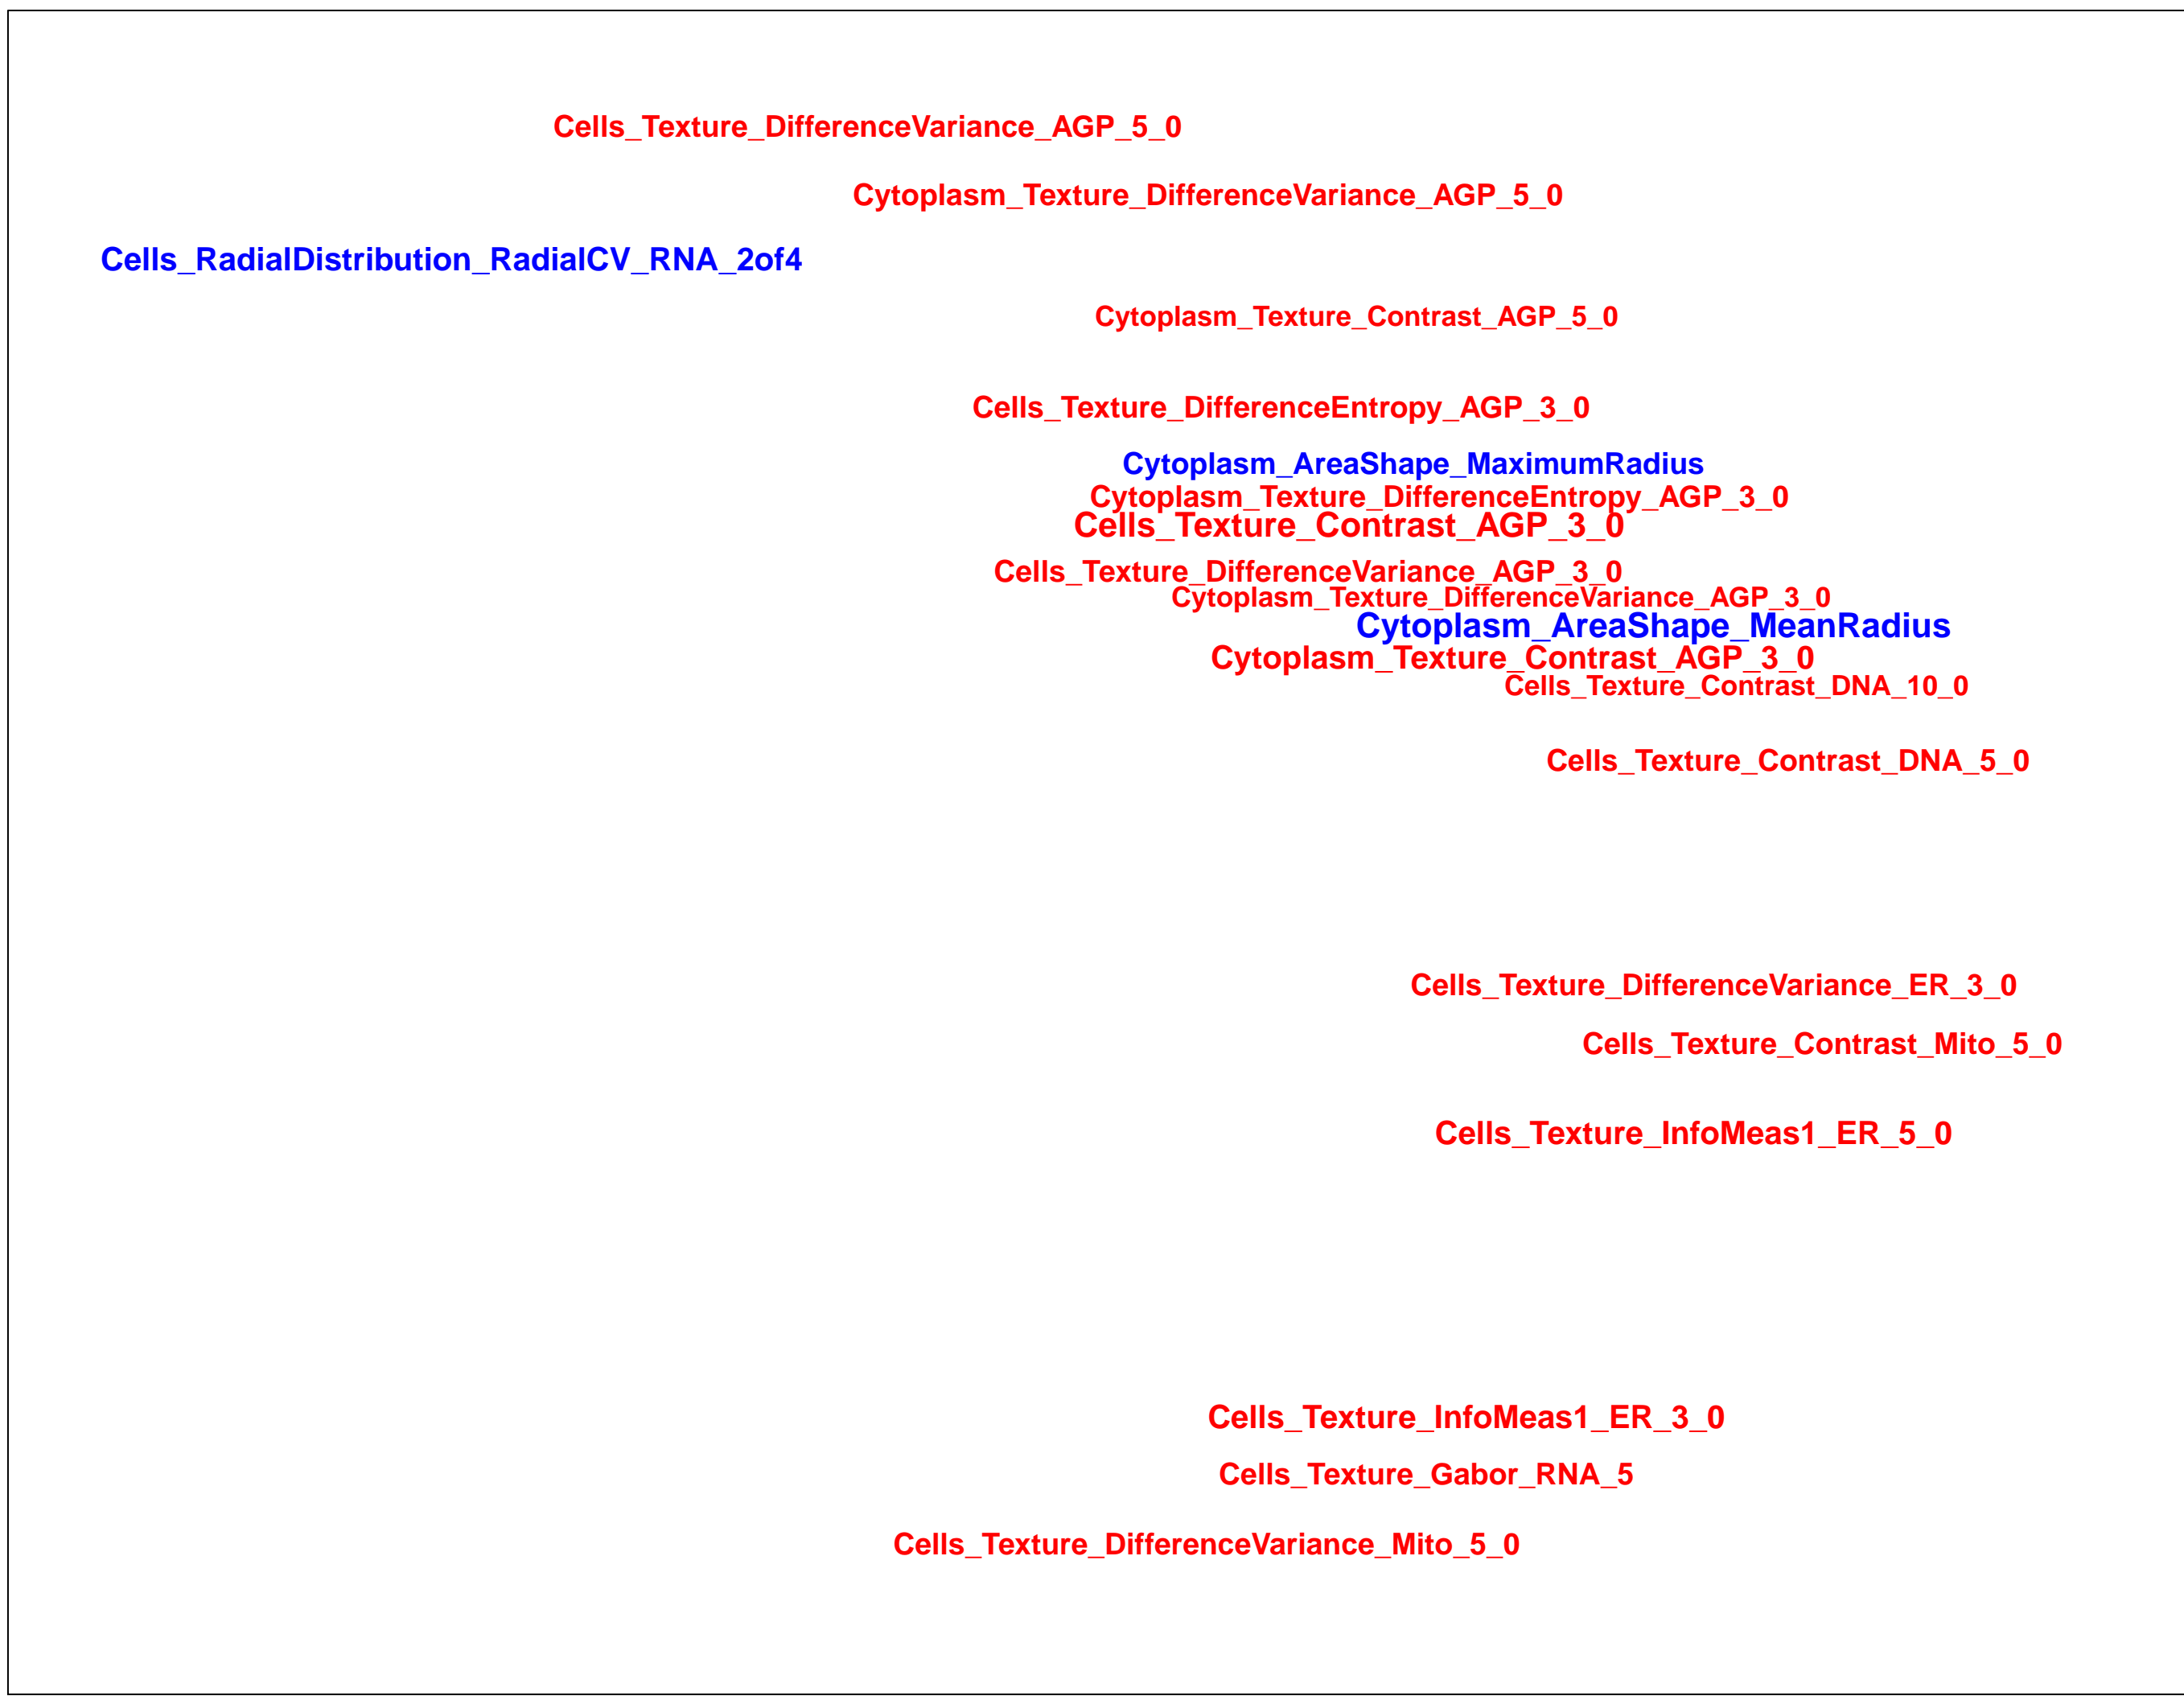 Cells_Texture_DifferenceVariance_AGP_5_0
Cytoplasm_Texture_DifferenceVariance_AGP_5_0
Cells_RadialDistribution_RadialCV_RNA_2of4
Cytoplasm_Texture_Contrast_AGP_5_0
Cells_Texture_DifferenceEntropy_AGP_3_0
Cytoplasm_AreaShape_MaximumRadius
Cytoplasm_Texture_DifferenceEntropy_AGP_3_0
Cells_Texture_Contrast_AGP_3_0
Cells_Texture_DifferenceVariance_AGP_3_0
Cytoplasm_Texture_DifferenceVariance_AGP_3_0
Cytoplasm_AreaShape_MeanRadius
Cytoplasm_Texture_Contrast_AGP_3_0
Cells_Texture_Contrast_DNA_10_0
Cells_Texture_Contrast_DNA_5_0
Cells_Texture_DifferenceVariance_ER_3_0
Cells_Texture_Contrast_Mito_5_0
Cells_Texture_InfoMeas1_ER_5_0
Cells_Texture_InfoMeas1_ER_3_0
Cells_Texture_Gabor_RNA_5
Cells_Texture_DifferenceVariance_Mito_5_0